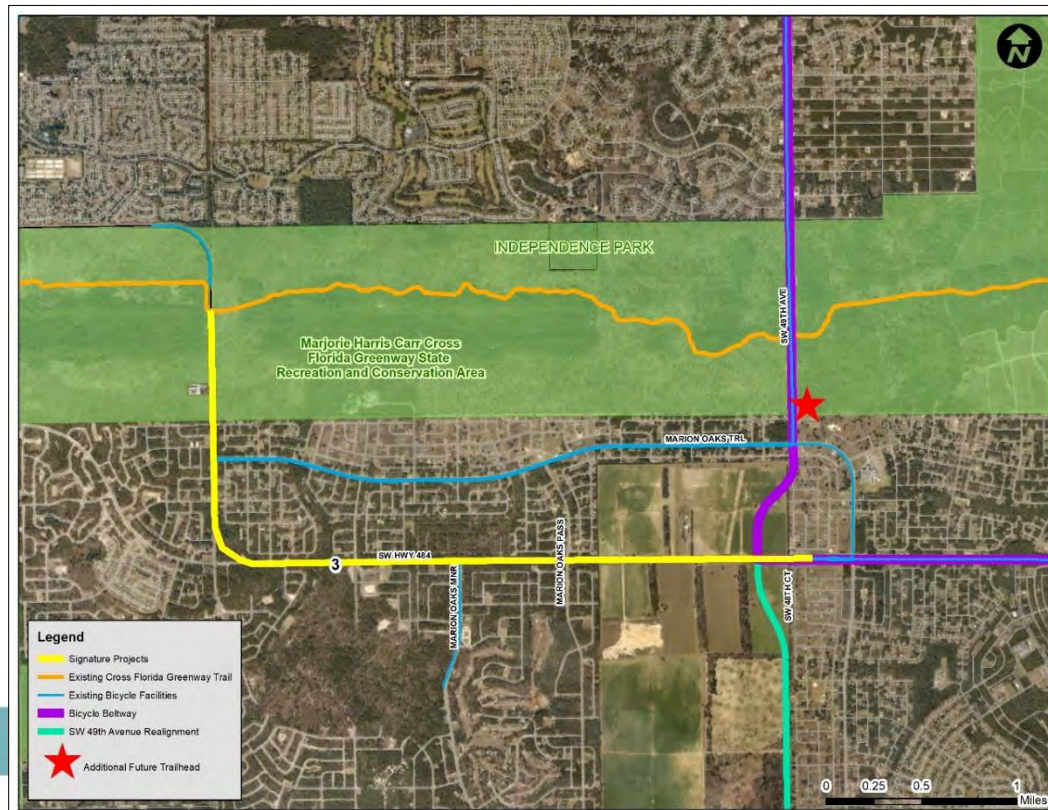 N
INDEPENDENCE PARK
SW 49TH AVE
Marjorie Harris Carr Cross
Florida Greenway State
Recreation and Conservation Area
MARION OAKS TRL
SW HWY 484
3
MARION OAKS MNR
MARION OAKS PASS
SW 48TH CT
Legend
Signature Projects
Existing Cross Florida Greenway Trail
Existing Bicycle Facilities
Bicycle Beltway
SW 49th Avenue Realignment
Additional Future Trailhead
0 0.25 0.5 1
Miles